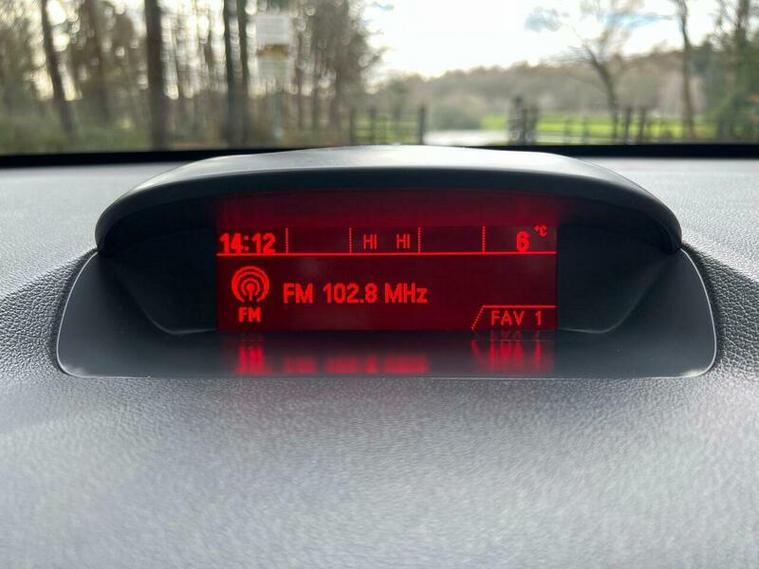 14:12 HI HI 6 °C
FM 102.8 MHz
FM
FAV 1